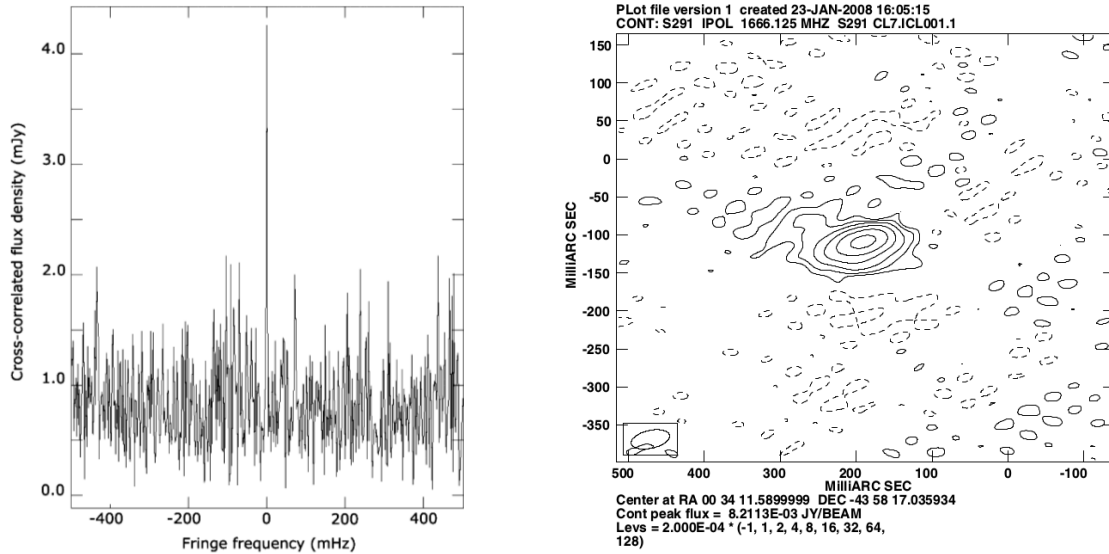 4.0
3.0
2.0
1.0
0.0
Cross-correlated flux density (mJy)
-400 -200 0 200 400
Fringe frequency (mHz)
PLot file version 1 created 23-JAN-2008 16:05:15
CONT: S291 IPOL 1666.125 MHZ S291 CL7.ICL001.1
150
100
50
0
-50
-100
-150
-200
-250
-300
-350
MilliARC SEC
500 400 300 200 100 0 -100
MilliARC SEC
Center at RA 00 34 11.5899999 DEC -43 58 17.035934
Cont peak flux = 8.2113E-03 JY/BEAM
Levs = 2.000E-04 * (-1, 1, 2, 4, 8, 16, 32, 64,
128)